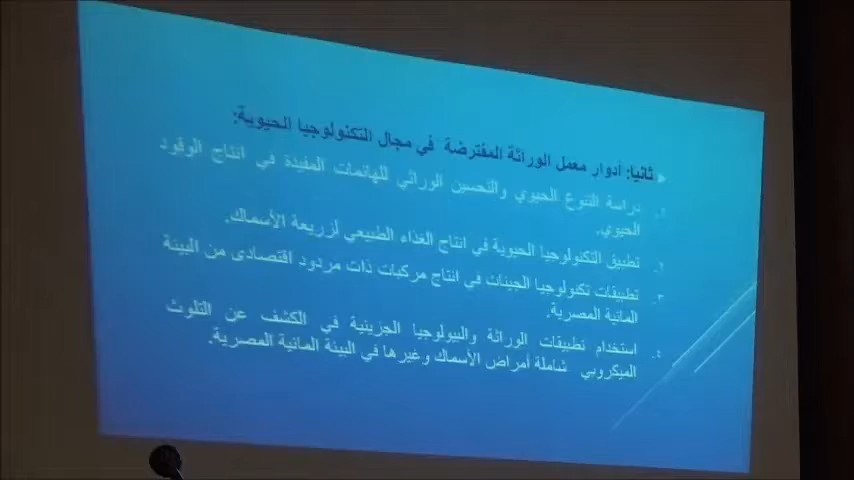 ثانيا: أدوار معمل الوراثة المقترضة في مجال التكنولوجيا الحيوية:
١. دراسة التنوع الحيوي والتحسين الوراثي للهائمات المفيدة في انتاج الوقود
الحيوي.
٢. تطبيق التكنولوجيا الحيوية في انتاج الغذاء الطبيعي لزريعة الأسماك.
٣. تطبيقات تكنولوجيا الجينات في انتاج مركبات ذات مردود اقتصادى من البيئة
المائية المصرية.
٤. استخدام تطبيقات الوراثة والبيولوجيا الجزيئية في الكشف عن التلوث
الميكروبي شاملة أمراض الأسماك وغيرها في البيئة المائية المصرية.